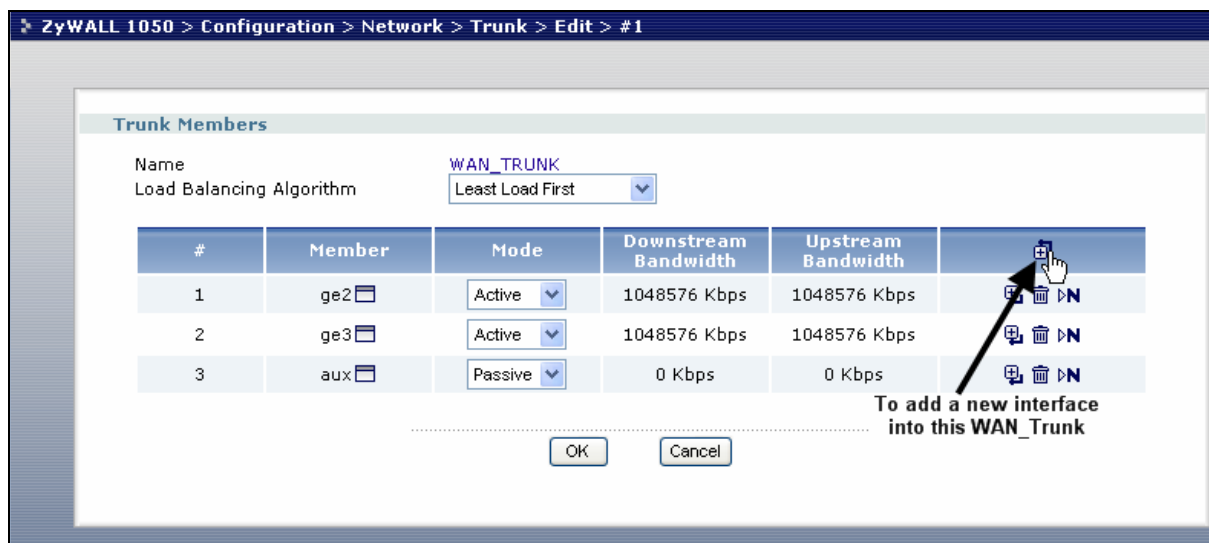 ZyWALL 1050 > Configuration > Network > Trunk > Edit > #1
Trunk Members
Name WAN_TRUNK
Load Balancing Algorithm Least Load First
# Member Mode Downstream Bandwidth Upstream Bandwidth
1 ge2 Active 1048576 Kbps 1048576 Kbps N
2 ge3 Active 1048576 Kbps 1048576 Kbps N
3 aux Passive 0 Kbps 0 Kbps N
To add a new interface
into this WAN_Trunk
OK Cancel